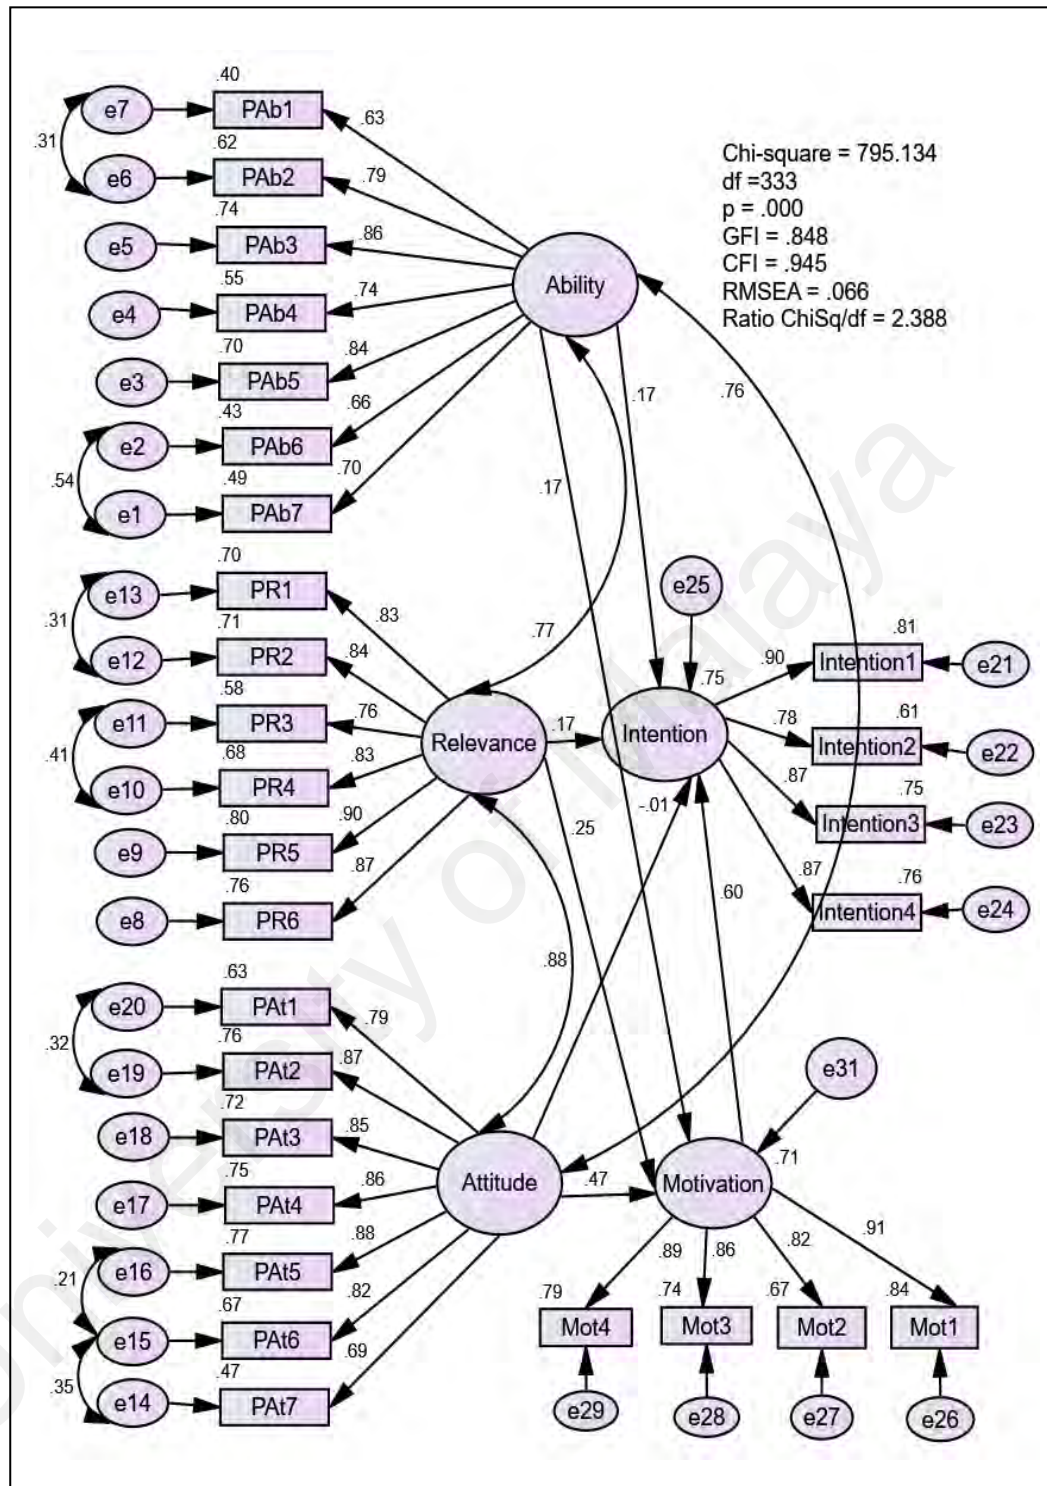 .40
e7
PAb1
.63
.31
.62
e6
PAb2
.79
.74
e5
PAb3
.86
.55
e4
PAb4
.74
.70
e3
PAb5
.84
.43
e2
PAb6
.66
.54
.49
e1
PAb7
.70
Ability
Chi-square = 795.134
df =333
p = .000
GFI = .848
CFI = .945
RMSEA = .066
Ratio ChiSq/df = 2.388
.76
.17
.17
.77
.70
e13
PR1
.83
.31
.71
e12
PR2
.84
.58
e11
PR3
.76
.41
.68
e10
PR4
.83
.80
e9
PR5
.90
.76
e8
PR6
.87
Relevance
.17
Intention
.75
e25
.90
.81
Intention1
e21
.78
.61
Intention2
e22
.87
.75
Intention3
e23
.87
.76
Intention4
e24
-.01
.25
.60
.88
.63
e20
PAt1
.79
.32
.76
e19
PAt2
.87
.72
e18
PAt3
.85
.75
e17
PAt4
.86
.77
e16
PAt5
.88
.21
.67
e15
PAt6
.82
.35
.47
e14
PAt7
.69
Attitude
.47
Motivation
.71
e31
.89
.86
.82
.91
.79
Mot4
.74
Mot3
.67
Mot2
.84
Mot1
e29
e28
e27
e26
University of Malaya